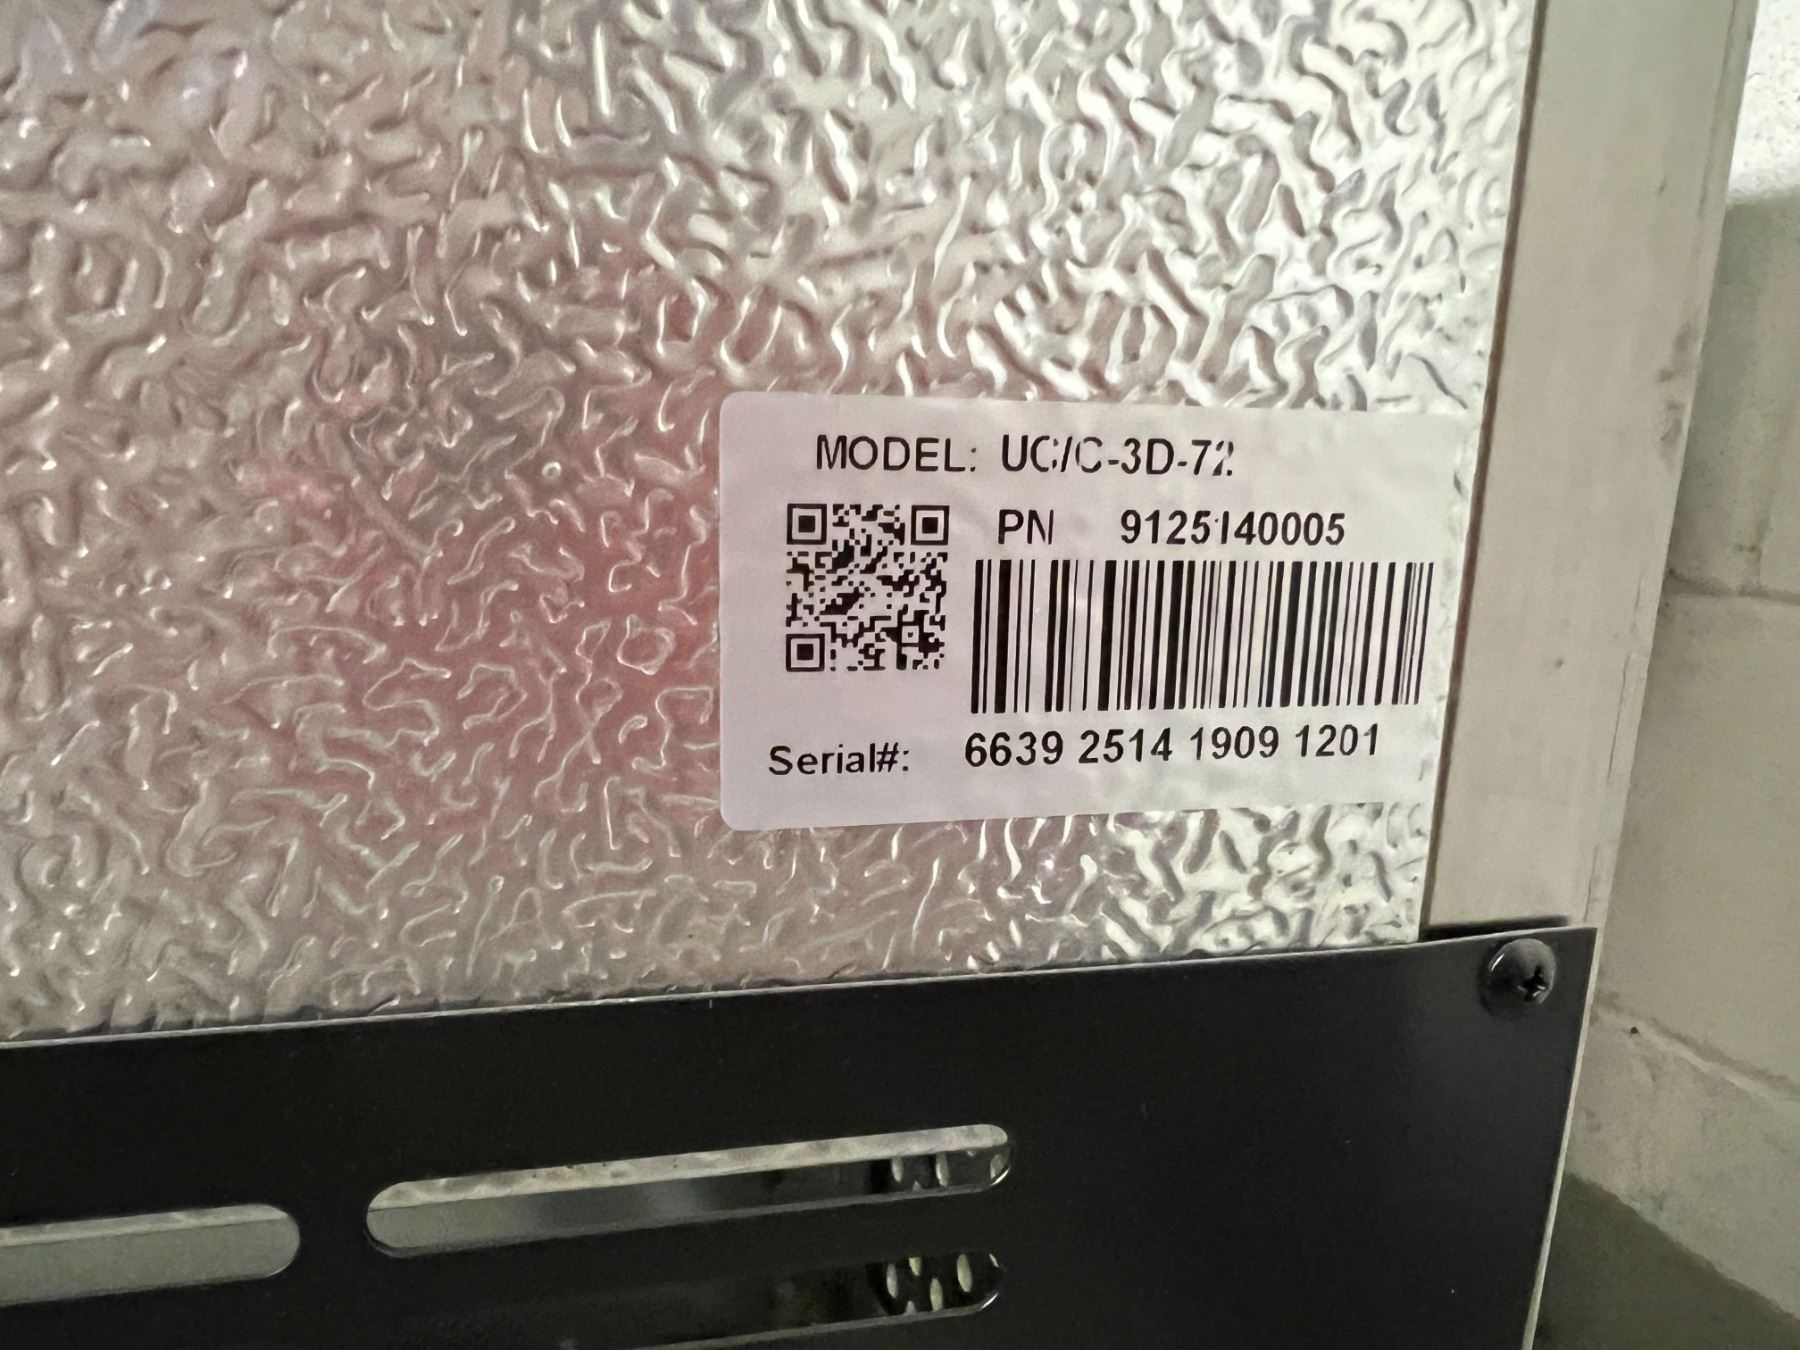 MODEL: UC/C-3D-72
PN 9125140005
Serial#: 6639 2514 1909 1201